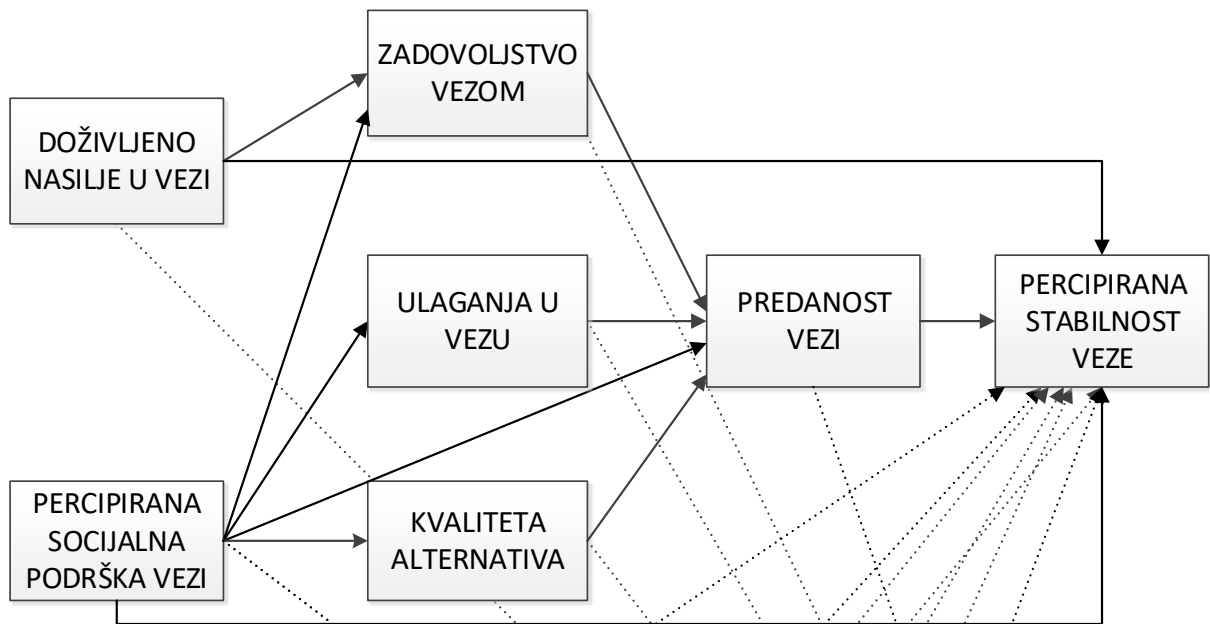 ZADOVOLJSTVO
VEZOM
DOŽIVLJENO
NASILJE U VEZI
ULAGANJA U
VEZU
PREDANOST
VEZI
PERCIPIRANA
STABILNOST
VEZE
PERCIPIRANA
SOCIJALNA
PODRŠKA VEZI
KVALITETA
ALTERNATIVA